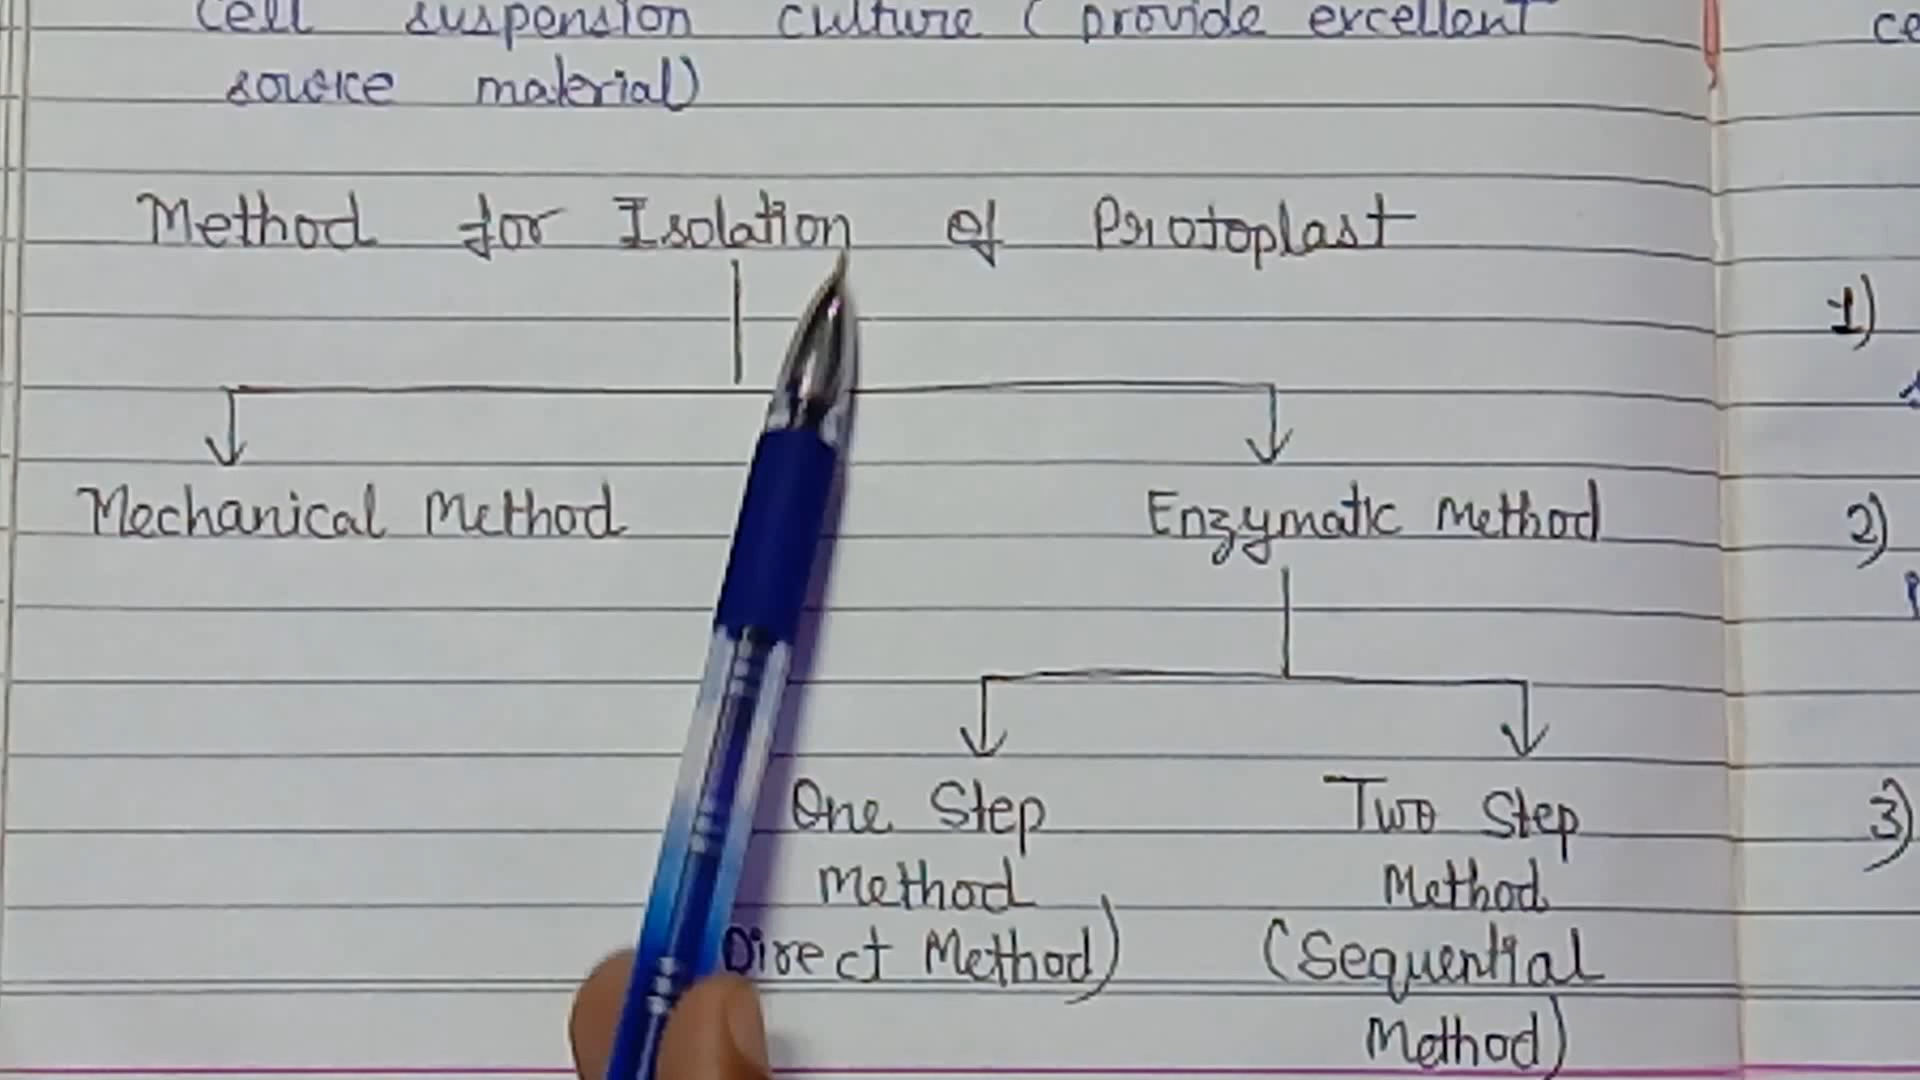 Cell suspension culture (provide excellent
source material)
Method for Isolation of Protoplast
Mechanical Method
Enzymatic Method
One Step
Method
Direct Method)
Two Step
Method
(Sequential
Method)
ce
1)
2)
3)